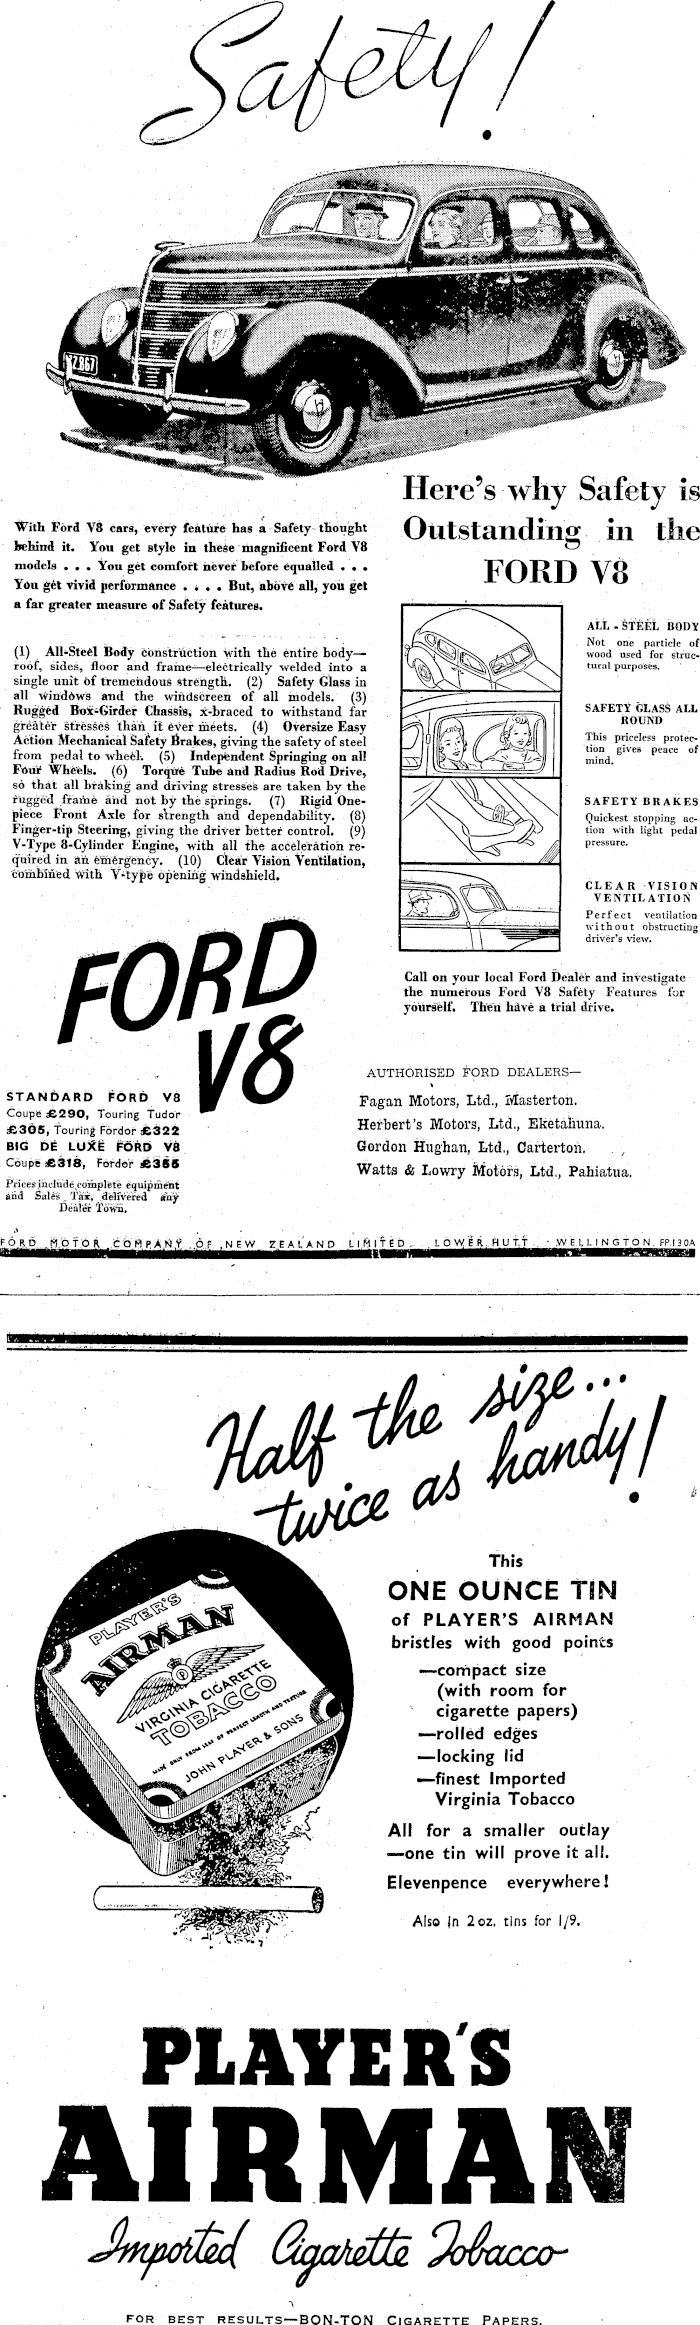 Safety!
Z.867
Here's why Safety is
Outstanding in the
FORD V8
With Ford V8 cars, every feature has a Safety thought
behind it. You get style in these magnificent Ford V8
models . . . You get comfort never before equalled . . .
You get vivid performance . . . . But, above all, you get
a far greater measure of Safety features.
(1) All-Steel Body construction with the entire body—
roof, sides, floor and frame—electrically welded into a
single unit of tremendous strength. (2) Safety Glass in
all windows and the windscreen of all models. (3)
Rugged Box-Girder Chassis, x-braced to withstand far
greater stresses than it ever meets. (4) Oversize Easy
Action Mechanical Safety Brakes, giving the safety of steel
from pedal to wheel. (5) Independent Springing on all
Four Wheels. (6) Torque Tube and Radius Rod Drive,
so that all braking and driving stresses are taken by the
rugged frame and not by the springs. (7) Rigid One-
piece Front Axle for strength and dependability. (8)
Finger-tip Steering, giving the driver better control. (9)
V-Type 8-Cylinder Engine, with all the acceleration re-
quired in an emergency. (10) Clear Vision Ventilation,
combined with V-type opening windshield.
ALL-STEEL BODY
Not one particle of
wood used for struc-
tural purposes.
SAFETY GLASS ALL
ROUND
This priceless protec-
tion gives peace of
mind.
SAFETY BRAKES
Quickest stopping ac-
tion with light pedal
pressure.
CLEAR VISION
VENTILATION
Perfect ventilation
without obstructing
driver's view.
Call on your local Ford Dealer and investigate
the numerous Ford V8 Safety Features for
yourself. Then have a trial drive.
FORD
V8
STANDARD FORD V8
Coupe £290, Touring Tudor
£305, Touring Fordor £322
BIG DE LUXE FORD V8
Coupe £318, Fordor £355
Prices include complete equipment
and Sales Tax, delivered any
Dealer Town.
AUTHORISED FORD DEALERS—
Fagan Motors, Ltd., Masterton.
Herbert's Motors, Ltd., Eketahuna.
Gordon Hughan, Ltd., Carterton.
Watts & Lowry Motors, Ltd., Pahiatua.
FORD MOTOR COMPANY OF NEW ZEALAND LIMITED. LOWER HUTT. WELLINGTON. FP.130A
Half the size...
twice as handy!
PLAYER'S
AIRMAN
VIRGINIA CIGARETTE
TOBACCO
MADE ONLY FROM LEAF OF PERFECT LENGTH AND TEXTURE
JOHN PLAYER & SONS
This
ONE OUNCE TIN
of PLAYER'S AIRMAN
bristles with good points
—compact size
(with room for
cigarette papers)
—rolled edges
—locking lid
—finest Imported
Virginia Tobacco
All for a smaller outlay
—one tin will prove it all.
Elevenpence everywhere!
Also in 2 oz. tins for 1/9.
PLAYER'S
AIRMAN
Imported Cigarette Tobacco
FOR BEST RESULTS—BON-TON CIGARETTE PAPERS.